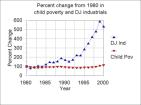 Percent change from 1980 in
child poverty and DJ industrials
Percent Change
700
600
500
400
300
200
100
0
DJ Ind
Child Pov
1980 1985 1990 1995 2000
Year